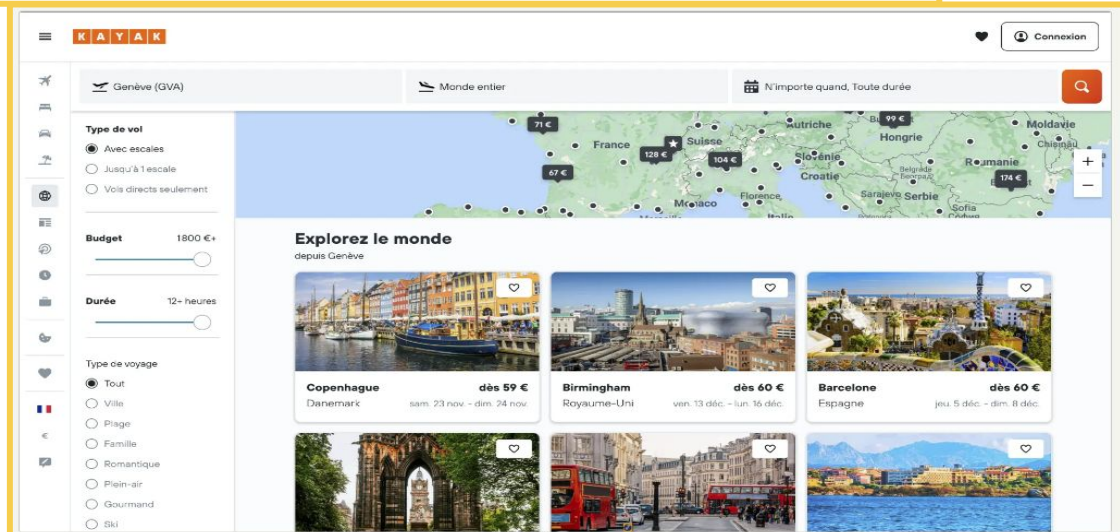 KAYAK
Connexion
Genève (GVA)
Monde entier
N'importe quand, Toute durée
Type de vol
Avec escales
Jusqu'à 1 escale
Vols directs seulement
Budget 1800 €+
Durée 12+ heures
Type de voyage
Tout
Ville
Plage
Famille
Romantique
Plein-air
Gourmand
Ski
€
71 €
Autriche
99 €
Moldavie
Hongrie
Chișinău
France
Suisse
128 €
104 €
Slovénie
Roumanie
67 €
Croatie
Belgrade
174 €
+
−
Monaco
Florence
Sarajevo
Serbie
Sofia
Italie
Explorez le monde
depuis Genève
Copenhague dès 59 €
Danemark sam. 23 nov. - dim. 24 nov.
Birmingham dès 60 €
Royaume-Uni ven. 13 déc. - lun. 16 déc.
Barcelone dès 60 €
Espagne jeu. 5 déc. - dim. 8 déc.